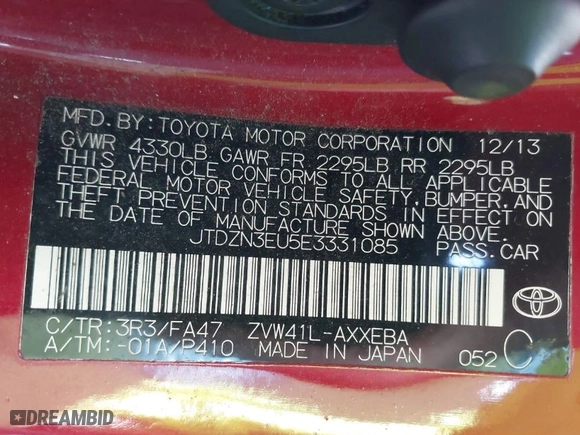 MFD. BY: TOYOTA MOTOR CORPORATION 12/13
GVWR 4330LB GAWR FR 2295LB RR 2295LB
THIS VEHICLE CONFORMS TO ALL APPLICABLE
FEDERAL MOTOR VEHICLE SAFETY, BUMPER, AND
THEFT PREVENTION STANDARDS IN EFFECT ON
THE DATE OF MANUFACTURE SHOWN ABOVE.
JTDZN3EU5E3331085 PASS. CAR
TOYOTA
C/TR: 3R3/FA47 ZVW41L-AXXEBA
A/TM: -01A/P410 MADE IN JAPAN 052 C
DREAMBID